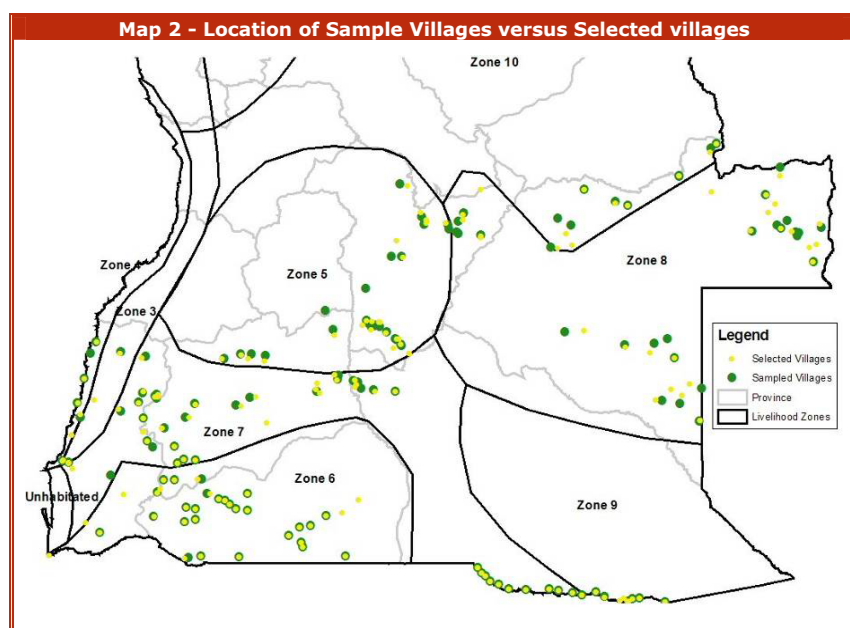 Map 2 - Location of Sample Villages versus Selected villages
Zone 10
Zone 8
Zone 4
Zone 5
Zone 3
Legend
Selected Villages
Sampled Villages
Province
Livelihood Zones
Zone 7
Zone 6
Unhabitated
Zone 9